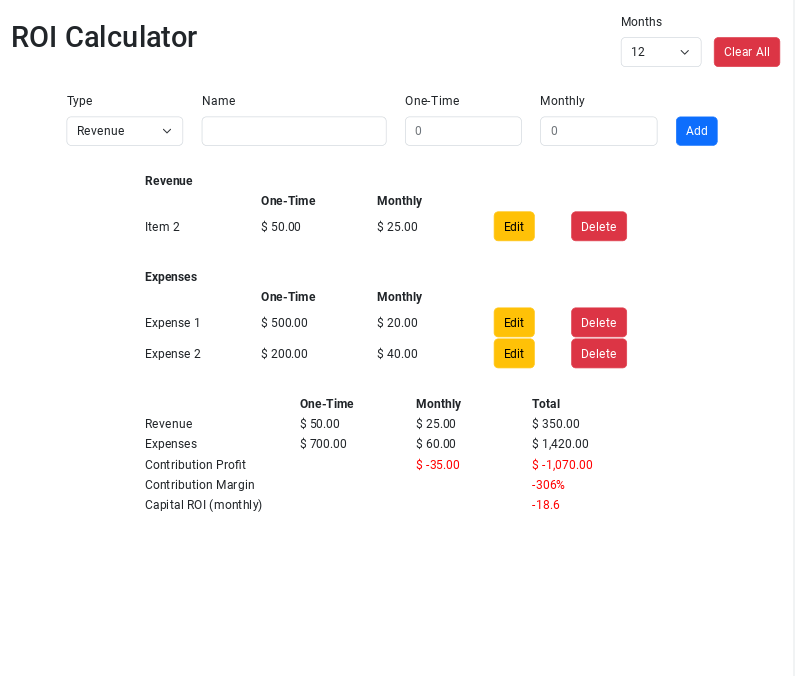 ROI Calculator
Months
12
Clear All
Type Name One-Time Monthly
Revenue 0 0 Add
Revenue
One-Time Monthly
Item 2 $ 50.00 $ 25.00 Edit Delete
Expenses
One-Time Monthly
Expense 1 $ 500.00 $ 20.00 Edit Delete
Expense 2 $ 200.00 $ 40.00 Edit Delete
One-Time Monthly Total
Revenue $ 50.00 $ 25.00 $ 350.00
Expenses $ 700.00 $ 60.00 $ 1,420.00
Contribution Profit $ -35.00 $ -1,070.00
Contribution Margin -306%
Capital ROI (monthly) -18.6